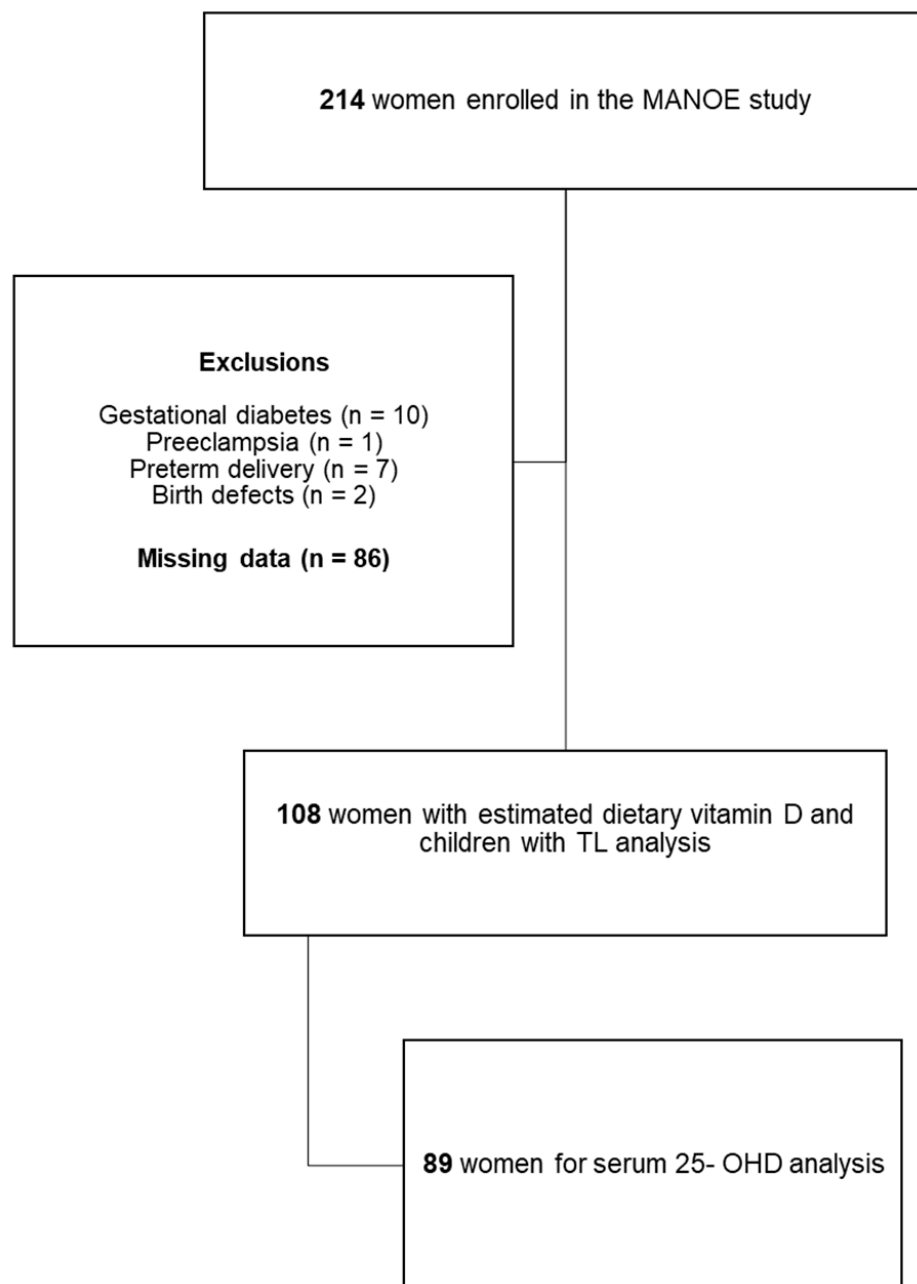 214 women enrolled in the MANOE study
Exclusions
Gestational diabetes (n = 10)
Preeclampsia (n = 1)
Preterm delivery (n = 7)
Birth defects (n = 2)
Missing data (n = 86)
108 women with estimated dietary vitamin D and
children with TL analysis
89 women for serum 25- OHD analysis